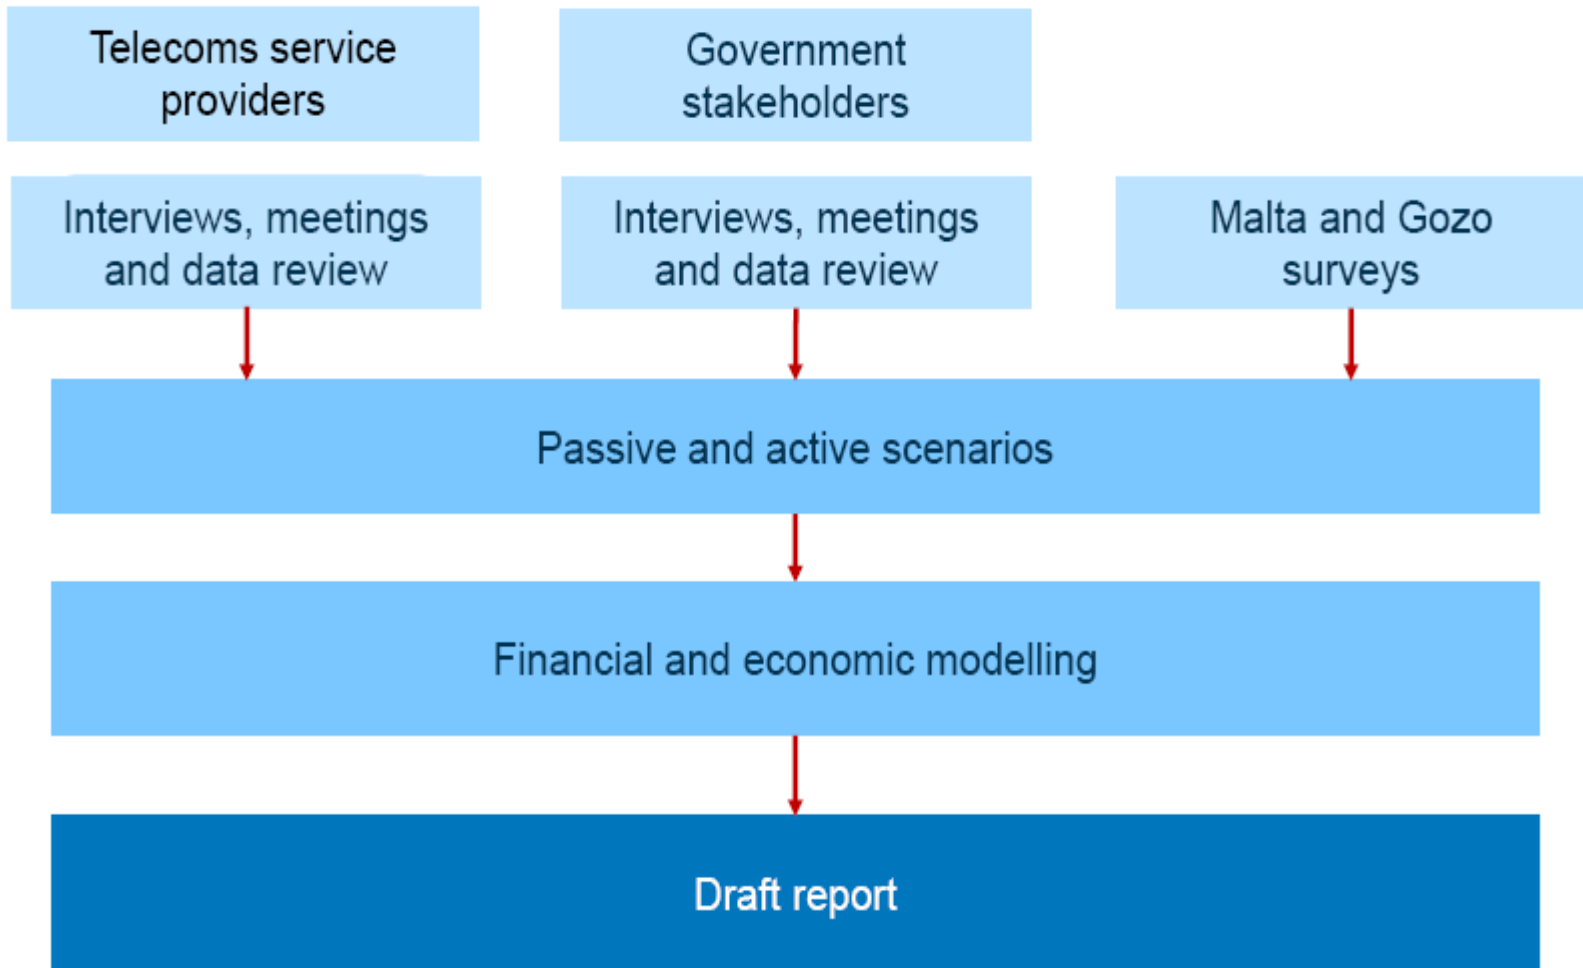 Telecoms service
providers
Government
stakeholders
Interviews, meetings
and data review
Interviews, meetings
and data review
Malta and Gozo
surveys
Passive and active scenarios
Financial and economic modelling
Draft report